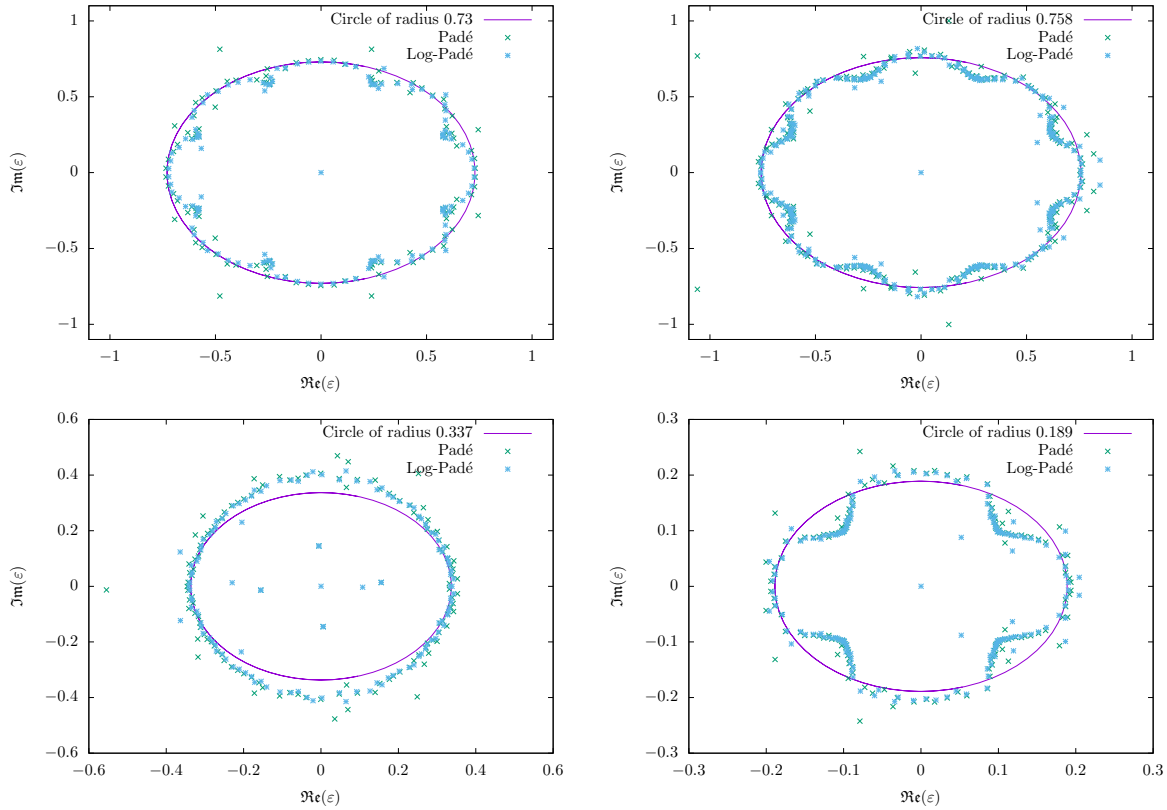 Circle of radius 0.73
Padé
Log-Padé
1
0.5
0
−0.5
−1
−1
−0.5
0
0.5
1
ℑm(ε)
ℜe(ε)
Circle of radius 0.758
Padé
Log-Padé
1
0.5
0
−0.5
−1
−1
−0.5
0
0.5
1
ℑm(ε)
ℜe(ε)
Circle of radius 0.337
Padé
Log-Padé
0.6
0.4
0.2
0
−0.2
−0.4
−0.6
−0.6
−0.4
−0.2
0
0.2
0.4
0.6
ℑm(ε)
ℜe(ε)
Circle of radius 0.189
Padé
Log-Padé
0.3
0.2
0.1
0
−0.1
−0.2
−0.3
−0.3
−0.2
−0.1
0
0.1
0.2
0.3
ℑm(ε)
ℜe(ε)